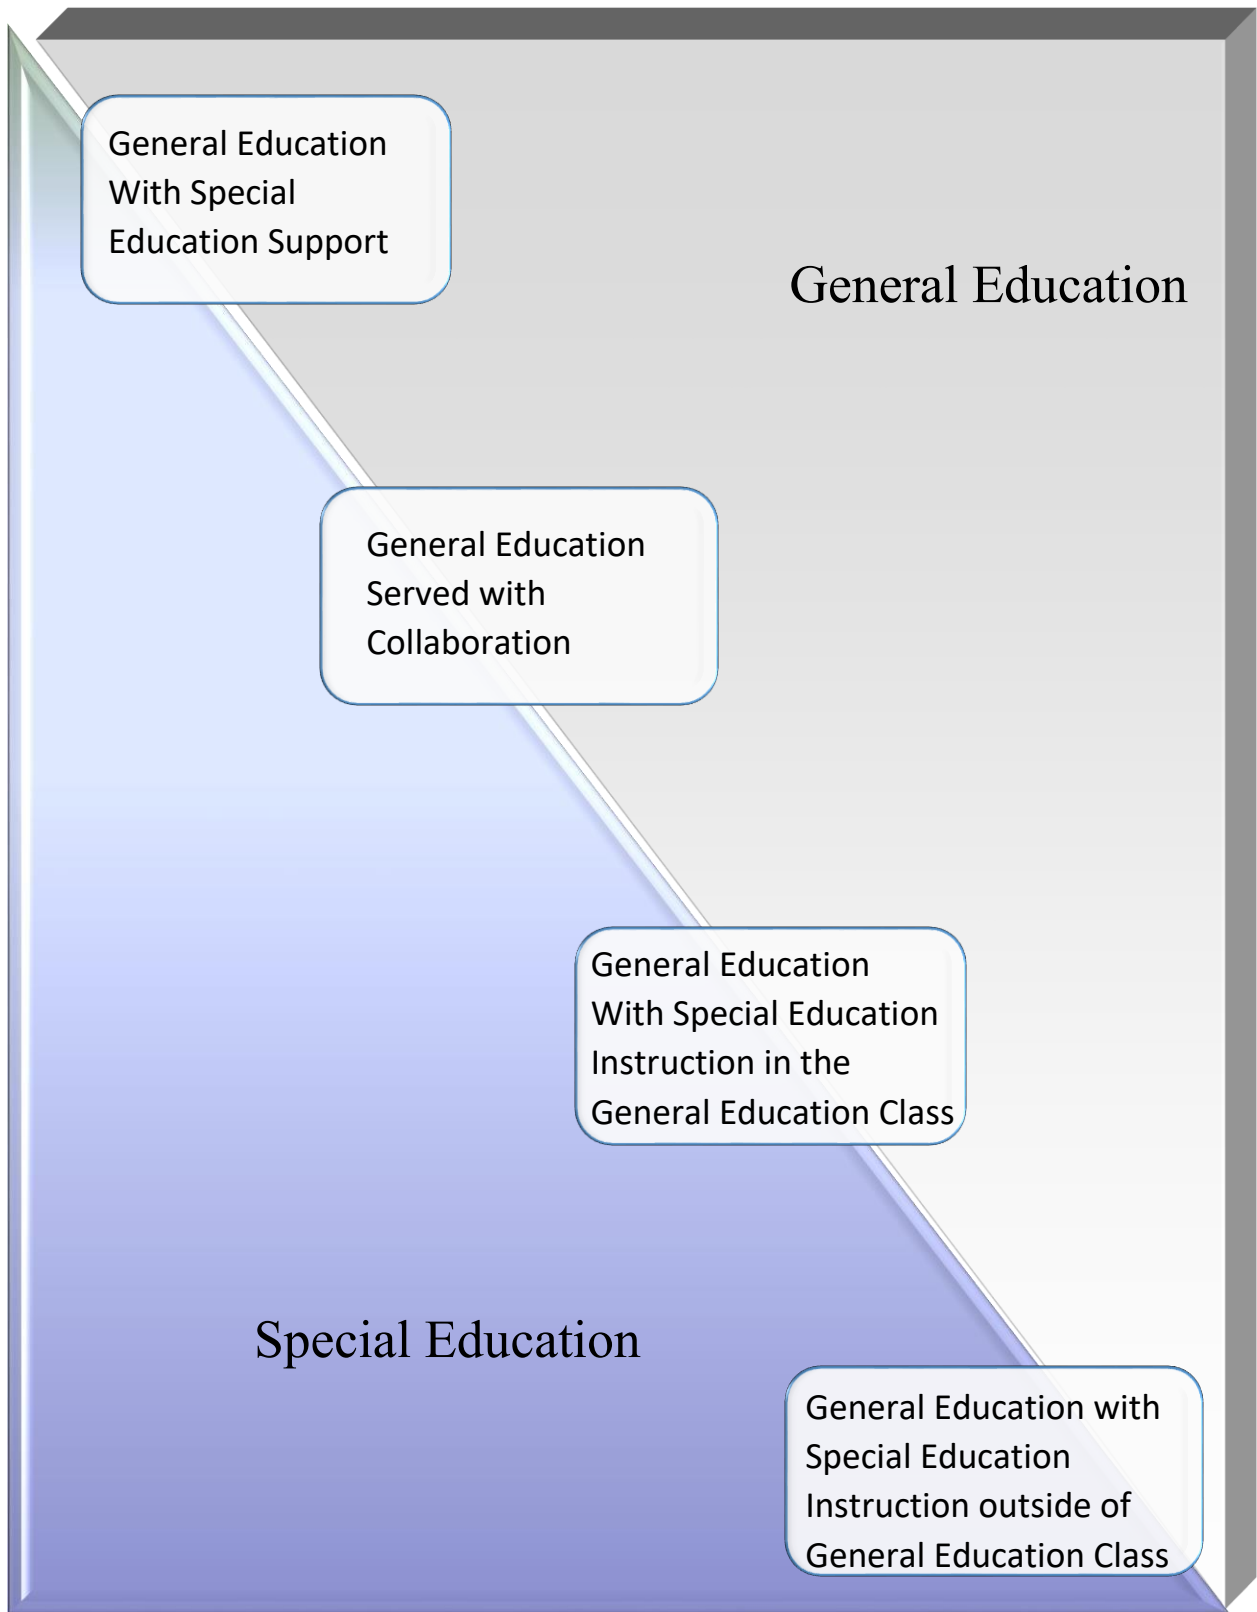 General Education
With Special
Education Support
General Education
General Education
Served with
Collaboration
General Education
With Special Education
Instruction in the
General Education Class
Special Education
General Education with
Special Education
Instruction outside of
General Education Class